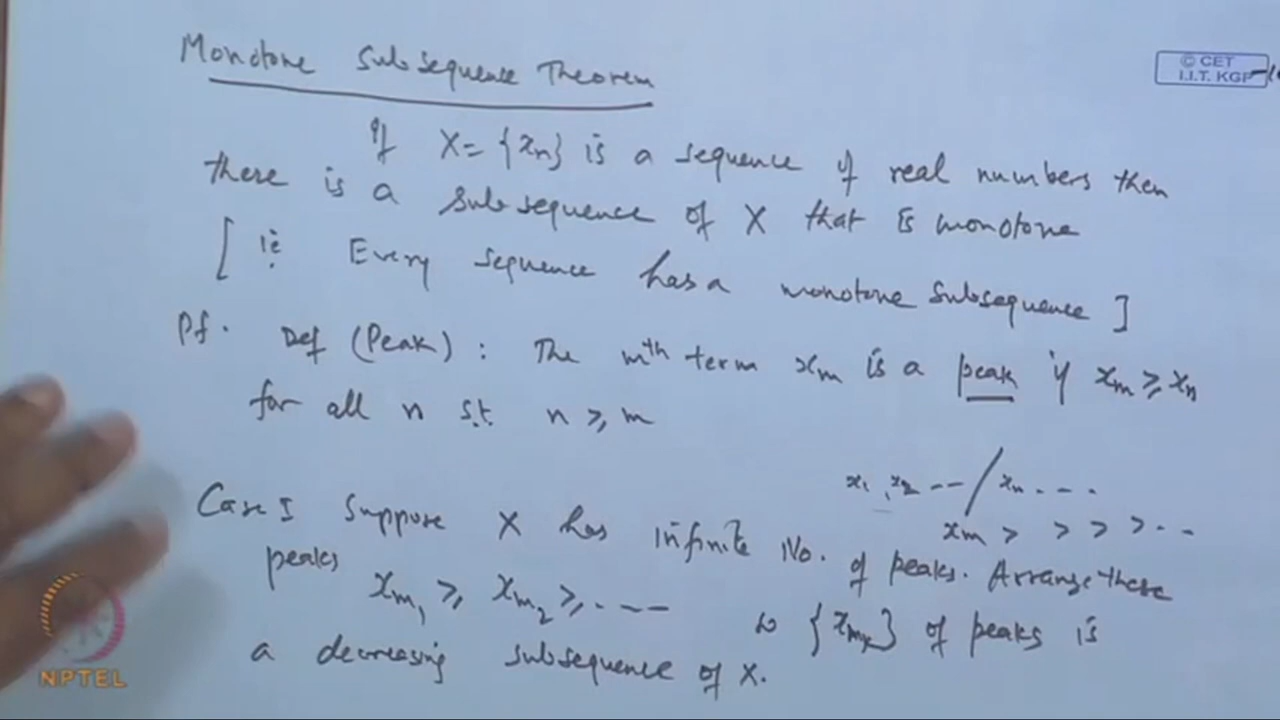 Monotone Subsequence Theorem
© CET
I.I.T. KGP
If X = {xn} is a sequence of real numbers then
there is a subsequence of X that is monotone
[ ie Every sequence has a monotone subsequence ]
Pf. Def (Peak) : The mth term xm is a peak if xm ≥ xn
for all n s.t. n ≥ m
x1, x2 -- / xn ....
xm > > > > ...
Case I Suppose X has infinite No. of peaks. Arrange these
peaks xm1 ≥ xm2 ≥ .---
so {xmk} of peaks is
a decreasing subsequence of X.
NPTEL